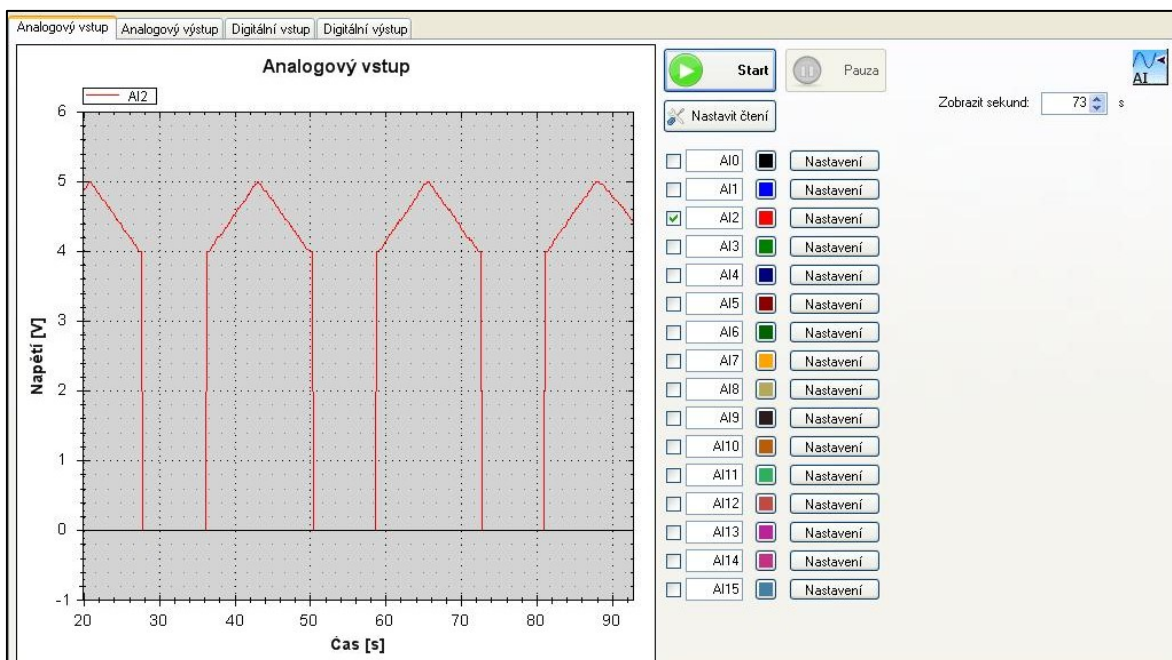 Analogový vstup Analogový výstup Digitální vstup Digitální výstup
Analogový vstup
AI2
6
5
4
3
2
1
0
-1
Napětí [V]
20 30 40 50 60 70 80 90
Čas [s]
Start Pauza
AI
Zobrazit sekund: 73 s
Nastavit čtení
AI0 Nastavení
AI1 Nastavení
AI2 Nastavení
AI3 Nastavení
AI4 Nastavení
AI5 Nastavení
AI6 Nastavení
AI7 Nastavení
AI8 Nastavení
AI9 Nastavení
AI10 Nastavení
AI11 Nastavení
AI12 Nastavení
AI13 Nastavení
AI14 Nastavení
AI15 Nastavení